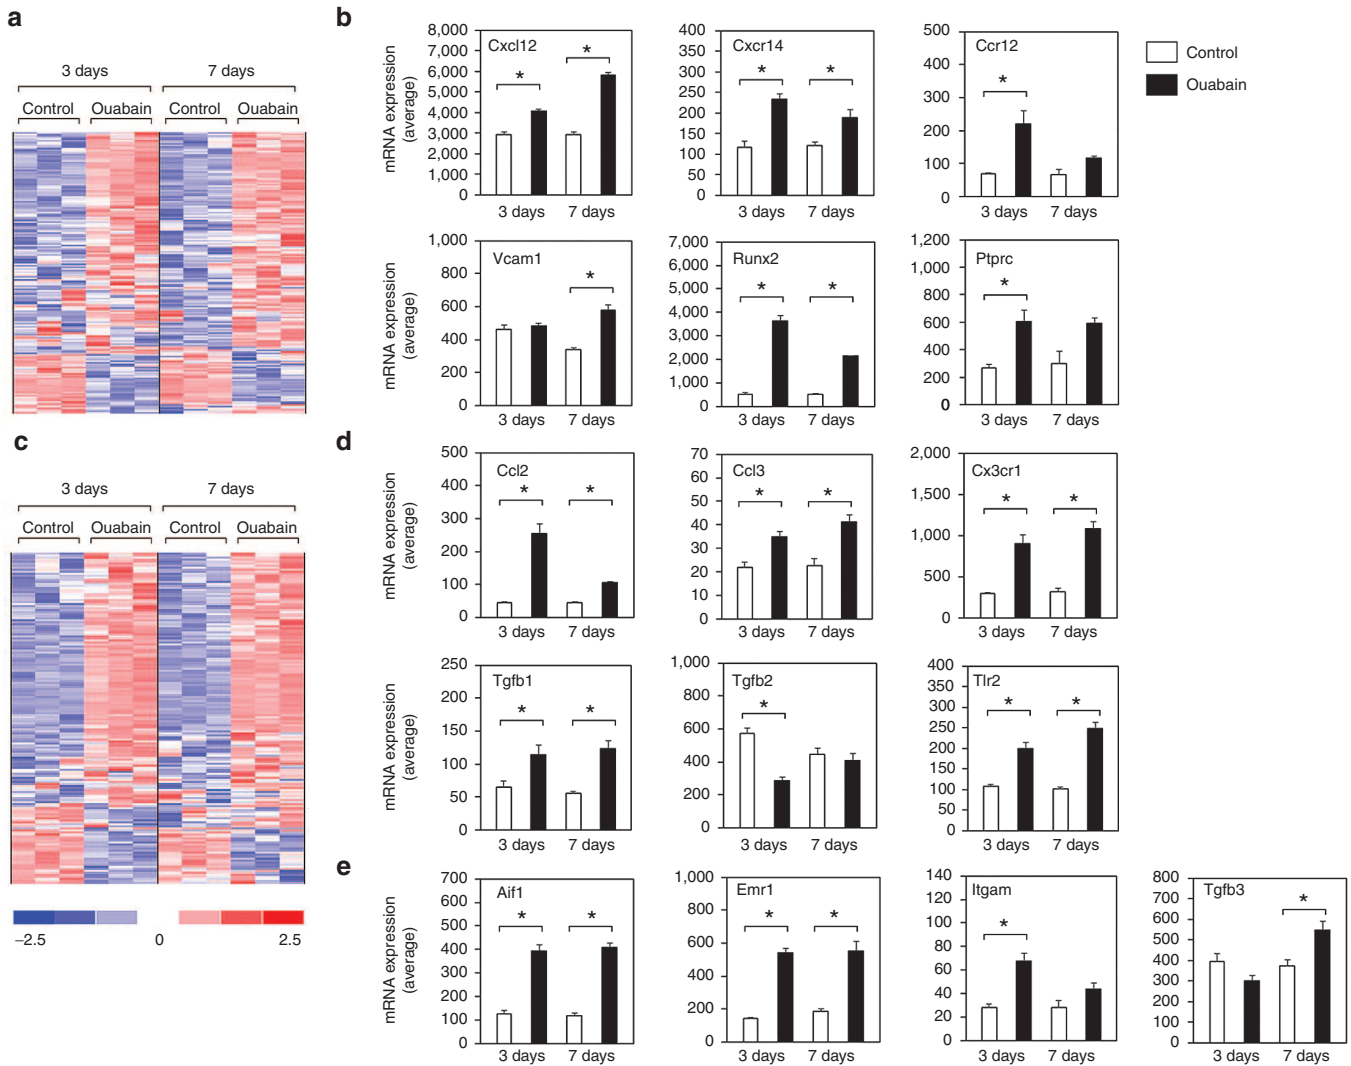 a
3 days 7 days
Control Ouabain Control Ouabain
b
mRNA expression
(average)
8,000
7,000
6,000
5,000
4,000
3,000
2,000
1,000
0
Cxcl12
* *
3 days 7 days
400
350
300
250
200
150
100
50
0
Cxcr14
* *
3 days 7 days
500
400
300
200
100
0
Ccr12
*
3 days 7 days
Control
Ouabain
mRNA expression
(average)
1,000
800
600
400
200
0
Vcam1
*
3 days 7 days
7,000
6,000
5,000
4,000
3,000
2,000
1,000
0
Runx2
* *
3 days 7 days
1,200
1,000
800
600
400
200
0
Ptprc
*
3 days 7 days
c
3 days 7 days
Control Ouabain Control Ouabain
−2.5 0 2.5
d
mRNA expression
(average)
500
400
300
200
100
0
Ccl2
* *
3 days 7 days
70
60
50
40
30
20
10
0
Ccl3
* *
3 days 7 days
2,000
1,500
1,000
500
0
Cx3cr1
* *
3 days 7 days
mRNA expression
(average)
250
200
150
100
50
0
Tgfb1
* *
3 days 7 days
1,000
800
600
400
200
0
Tgfb2
*
3 days 7 days
400
350
300
250
200
150
100
50
0
Tlr2
* *
3 days 7 days
e
mRNA expression
(average)
700
600
500
400
300
200
100
0
Aif1
* *
3 days 7 days
1,000
800
600
400
200
0
Emr1
* *
3 days 7 days
140
120
100
80
60
40
20
0
Itgam
*
3 days 7 days
800
700
600
500
400
300
200
100
0
Tgfb3
*
3 days 7 days